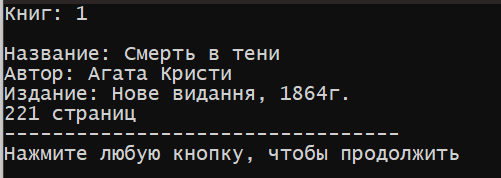 Книг: 1
Название: Смерть в тени
Автор: Агата Кристи
Издание: Нове видання, 1864г.
221 страниц
---------------------------------
Нажмите любую кнопку, чтобы продолжить